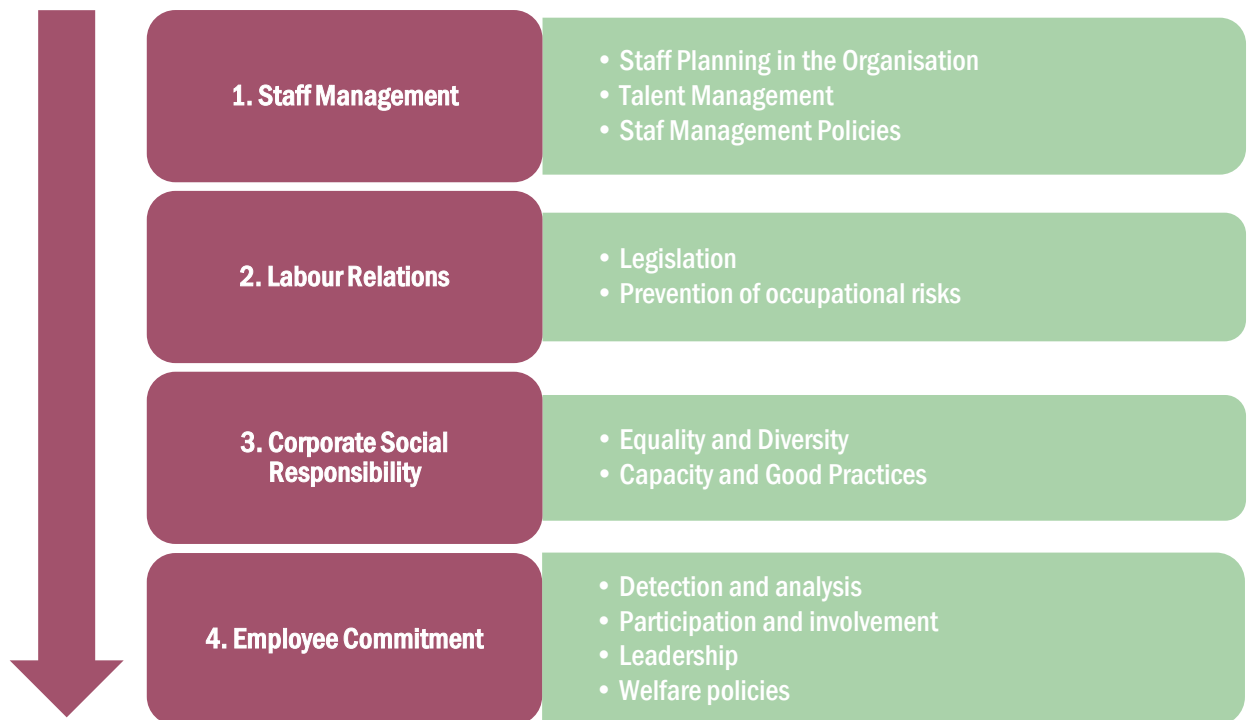 1. Staff Management
• Staff Planning in the Organisation
• Talent Management
• Staf Management Policies
2. Labour Relations
• Legislation
• Prevention of occupational risks
3. Corporate Social
Responsibility
• Equality and Diversity
• Capacity and Good Practices
4. Employee Commitment
• Detection and analysis
• Participation and involvement
• Leadership
• Welfare policies